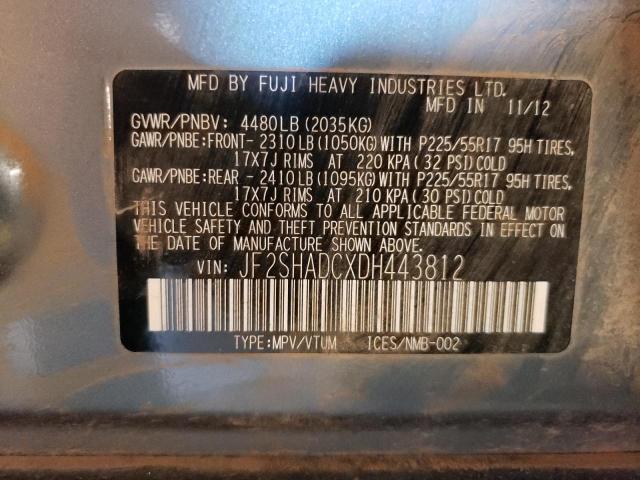 MFD BY FUJI HEAVY INDUSTRIES LTD.
MFD IN 11/12
GVWR/PNBV: 4480LB(2035KG)
GAWR/PNBE:FRONT- 2310LB(1050KG)WITH P225/55R17 95H TIRES,
17X7J RIMS AT 220 KPA(32 PSI)COLD
GAWR/PNBE:REAR - 2410LB(1095KG)WITH P225/55R17 95H TIRES,
17X7J RIMS AT 210 KPA(30 PSI)COLD
THIS VEHICLE CONFORMS TO ALL APPLICABLE FEDERAL MOTOR
VEHICLE SAFETY AND THEFT PREVENTION STANDARDS IN EFFECT
ON THE DATE OF MANUFACTURE SHOWN ABOVE.
VIN: JF2SHADCXDH443812
TYPE:MPV/VTUM ICES/NMB-002